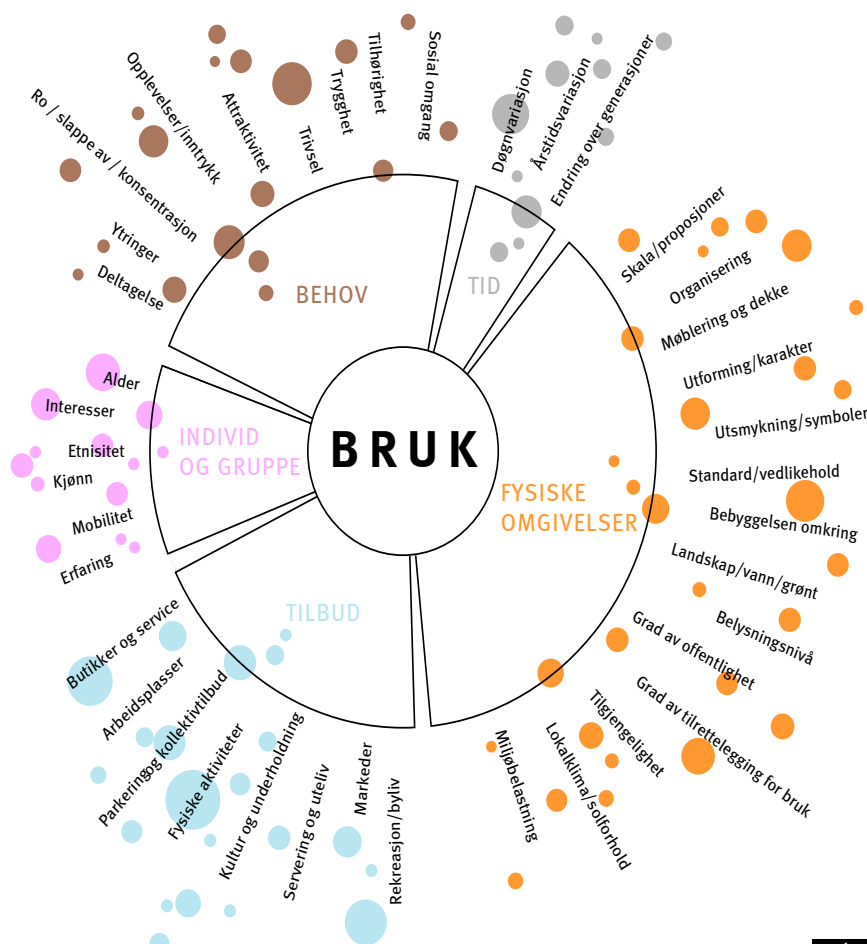 Deltagelse
Ytringer
Ro / slappe av / konsentrasjon
Opplevelser/inntrykk
Attraktivitet
Trivsel
Trygghet
Tilhørighet
Sosial omgang
BEHOV
Døgnvariasjon
Årstidsvariasjon
Endring over generasjoner
TID
Skala/proposjoner
Organisering
Møblering og dekke
Utforming/karakter
Utsmykning/symboler
Standard/vedlikehold
Bebyggelsen omkring
Landskap/vann/grønt
Belysningsnivå
Grad av offentlighet
Grad av tilrettelegging for bruk
Tilgjengelighet
Lokalklima/solforhold
Miljøbelastning
FYSISKE
OMGIVELSER
BRUK
Alder
Interesser
Etnisitet
Kjønn
Mobilitet
Erfaring
INDIVID
OG GRUPPE
TILBUD
Butikker og service
Arbeidsplasser
Parkering og kollektivtilbud
Fysiske aktiviteter
Kultur og underholdning
Servering og uteliv
Markeder
Rekreasjon/byliv